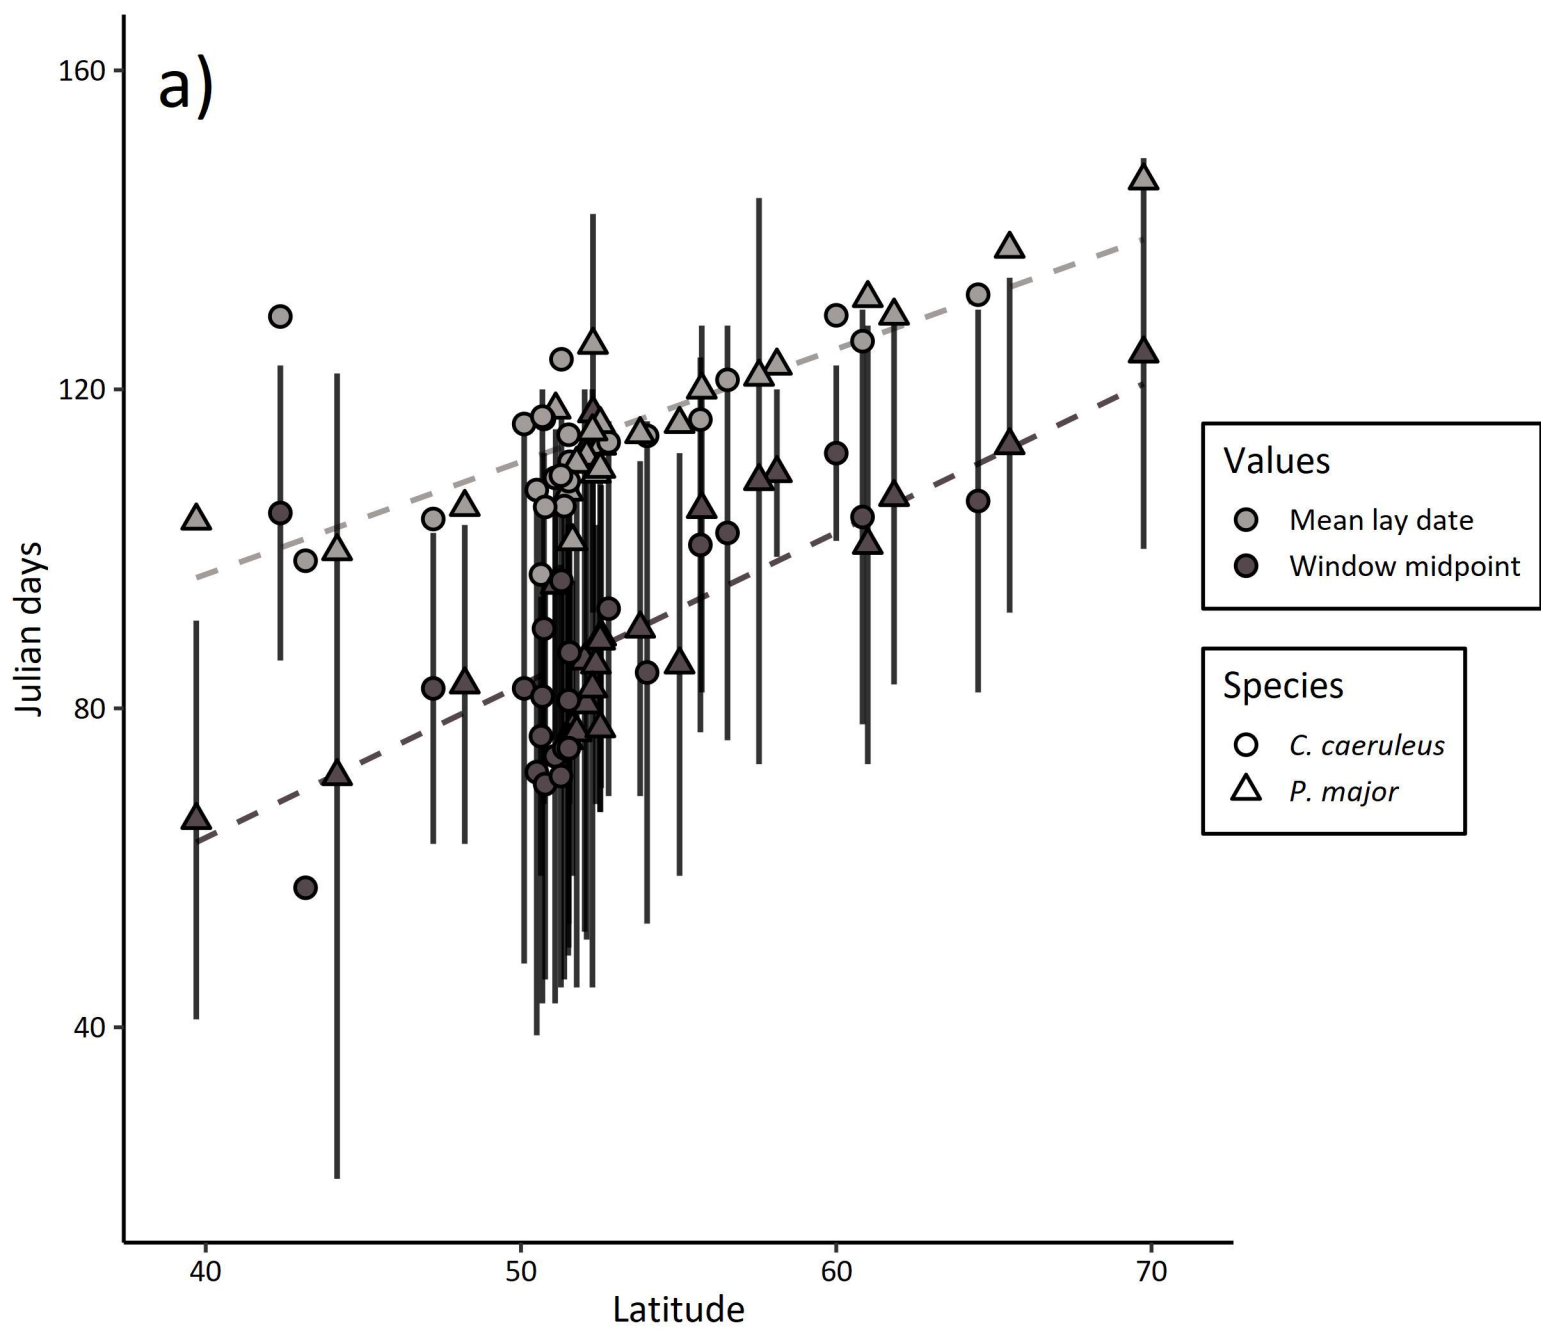 a)
160
120
80
40
Julian days
40 50 60 70
Latitude
Values
Mean lay date
Window midpoint
Species
C. caeruleus
P. major